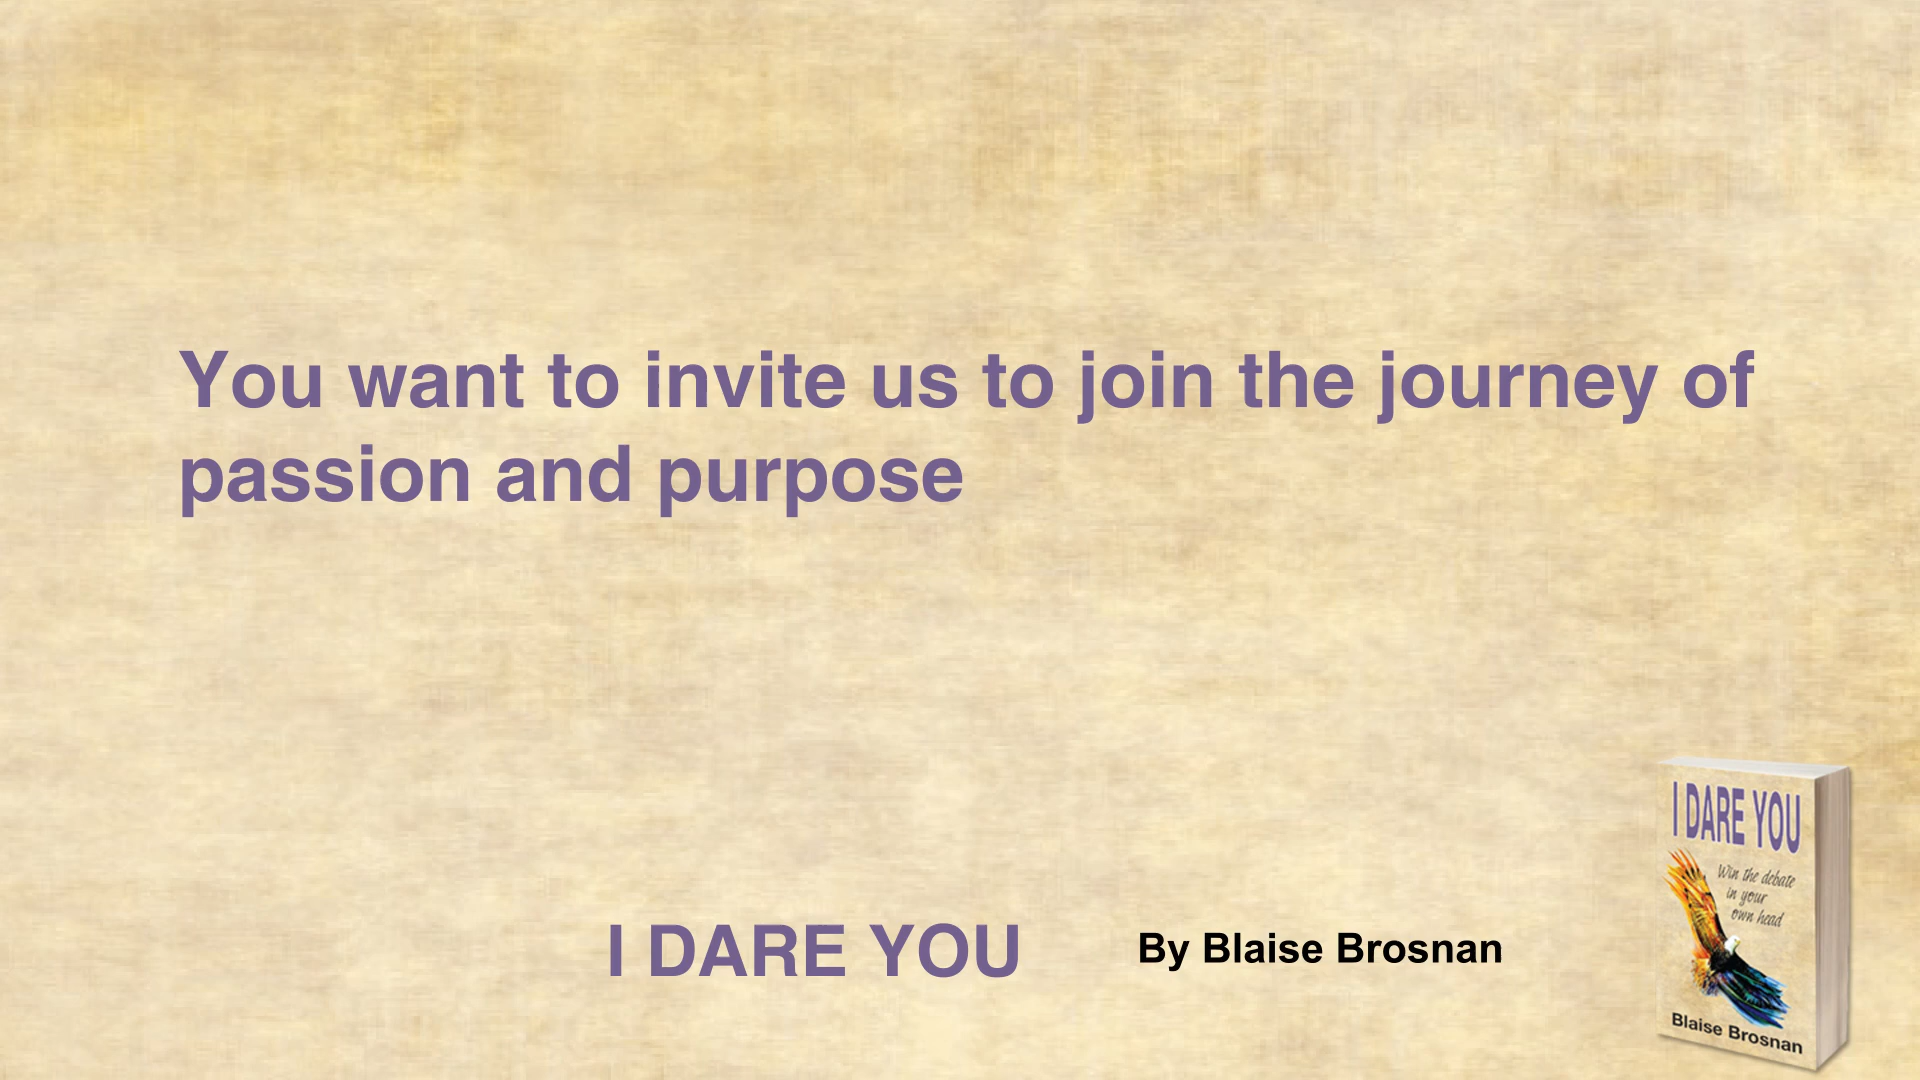 You want to invite us to join the journey of
passion and purpose
I DARE YOU
By Blaise Brosnan
I DARE YOU
Win the debate
in your
own head
Blaise Brosnan